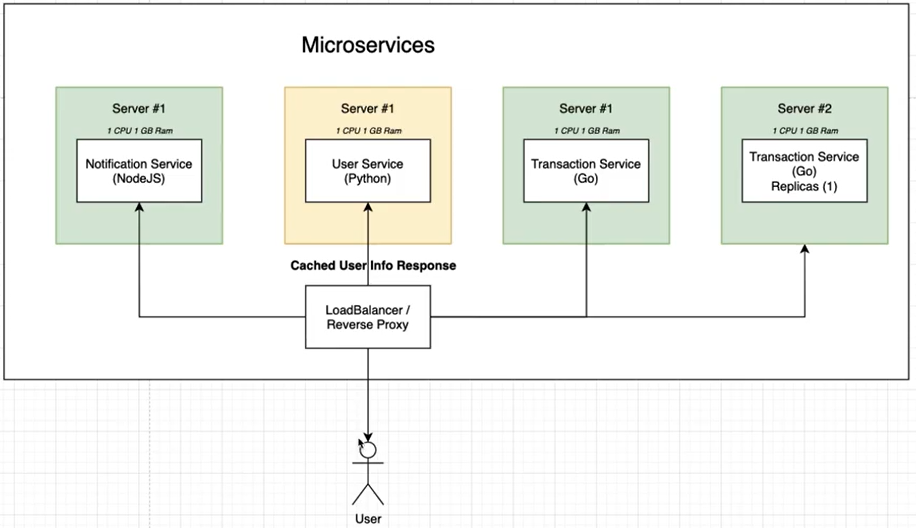 Microservices
Server #1
1 CPU 1 GB Ram
Notification Service
(NodeJS)
Server #1
1 CPU 1 GB Ram
User Service
(Python)
Server #1
1 CPU 1 GB Ram
Transaction Service
(Go)
Server #2
1 CPU 1 GB Ram
Transaction Service
(Go)
Replicas (1)
Cached User Info Response
LoadBalancer /
Reverse Proxy
User